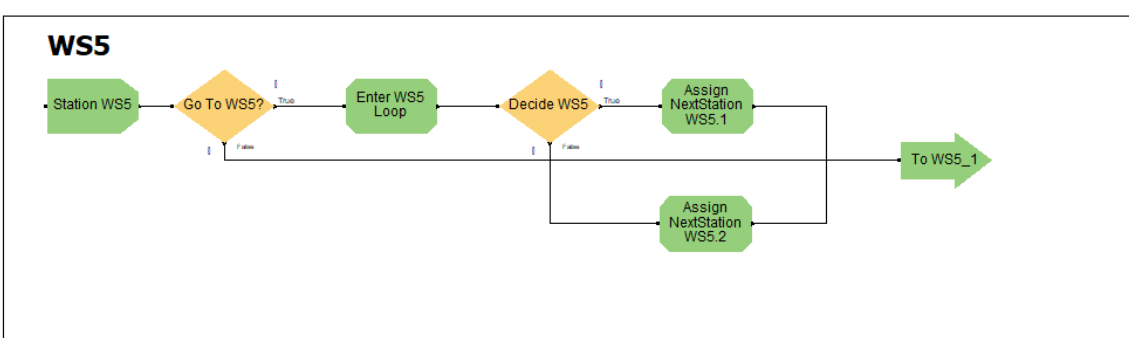 WS5
Station WS5
Go To WS5?
True
False
Enter WS5
Loop
Decide WS5
True
False
Assign
NextStation
WS5.1
Assign
NextStation
WS5.2
To WS5_1